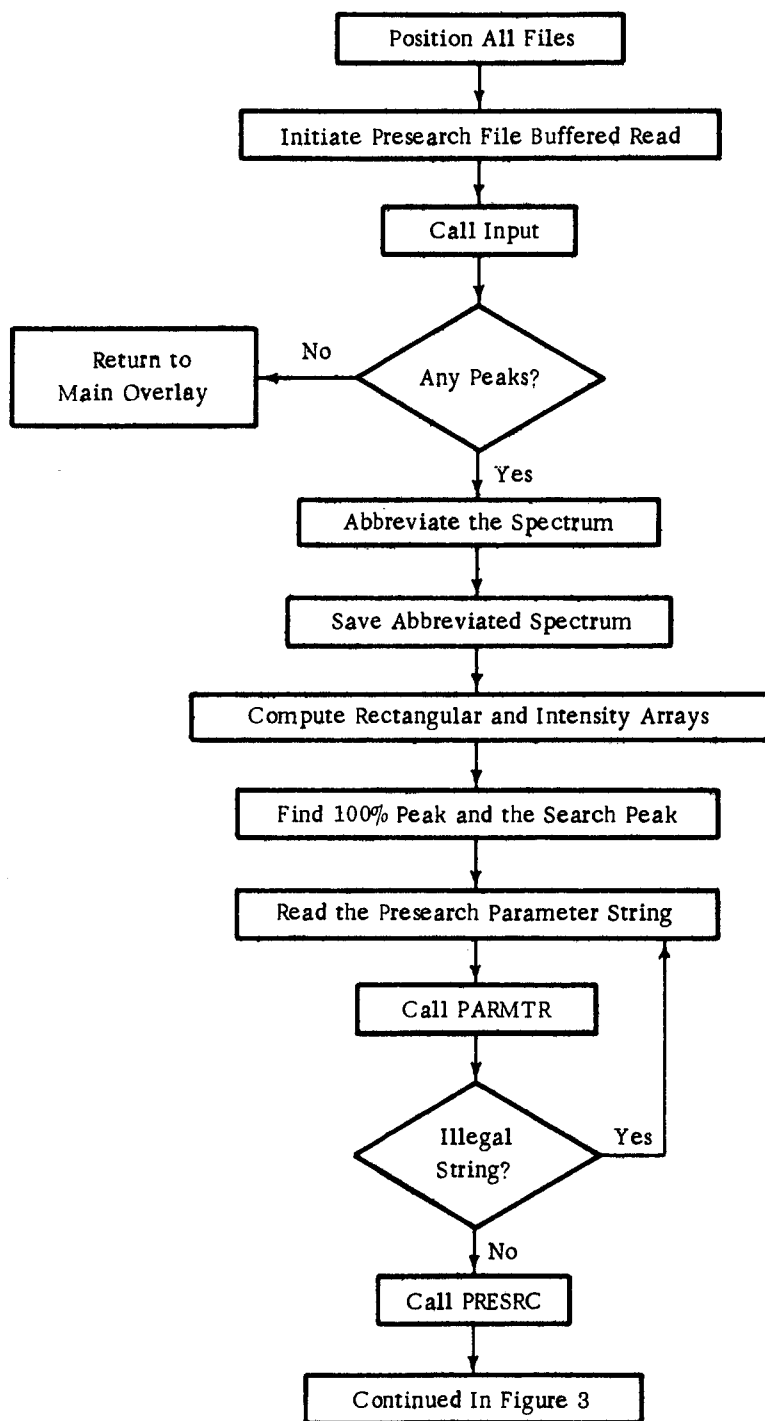 Position All Files
Initiate Presearch File Buffered Read
Call Input
Any Peaks?
No
Return to
Main Overlay
Yes
Abbreviate the Spectrum
Save Abbreviated Spectrum
Compute Rectangular and Intensity Arrays
Find 100% Peak and the Search Peak
Read the Presearch Parameter String
Call PARMTR
Illegal
String?
Yes
No
Call PRESRC
Continued In Figure 3